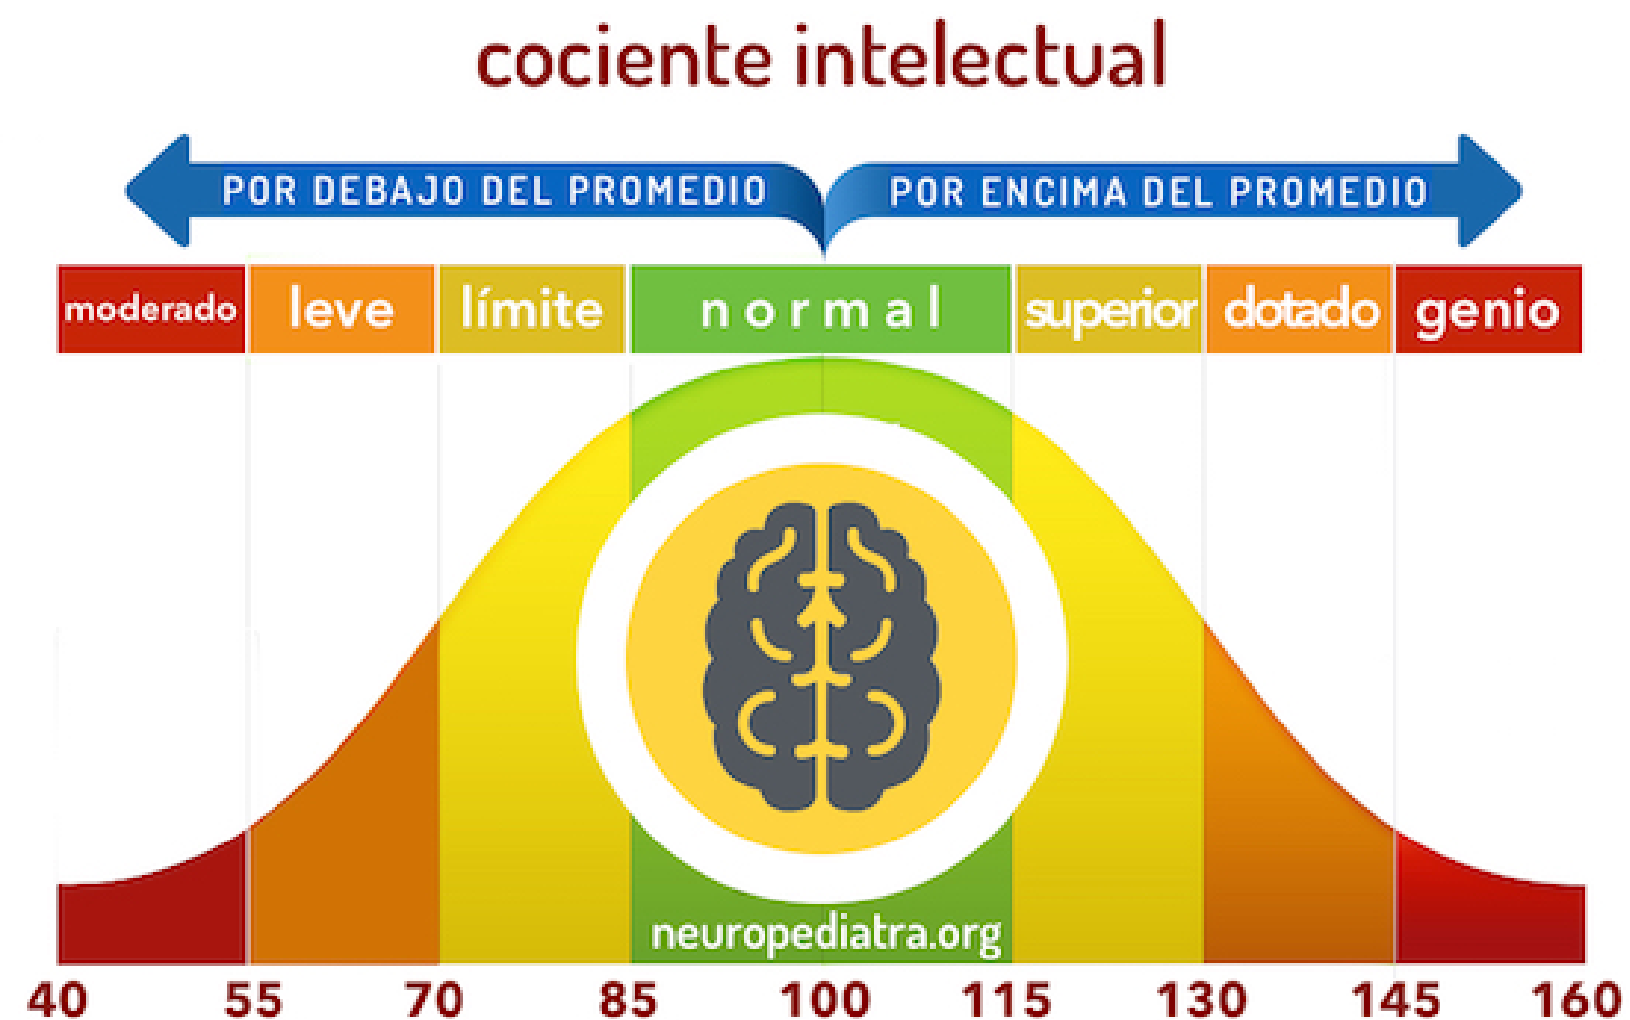 cociente intelectual
POR DEBAJO DEL PROMEDIO POR ENCIMA DEL PROMEDIO
moderado leve límite normal superior dotado genio
neuropediatra.org
40 55 70 85 100 115 130 145 160